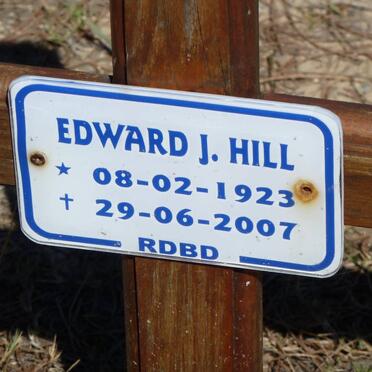 EDWARD J. HILL
★ 08-02-1923
✝ 29-06-2007
RDBD